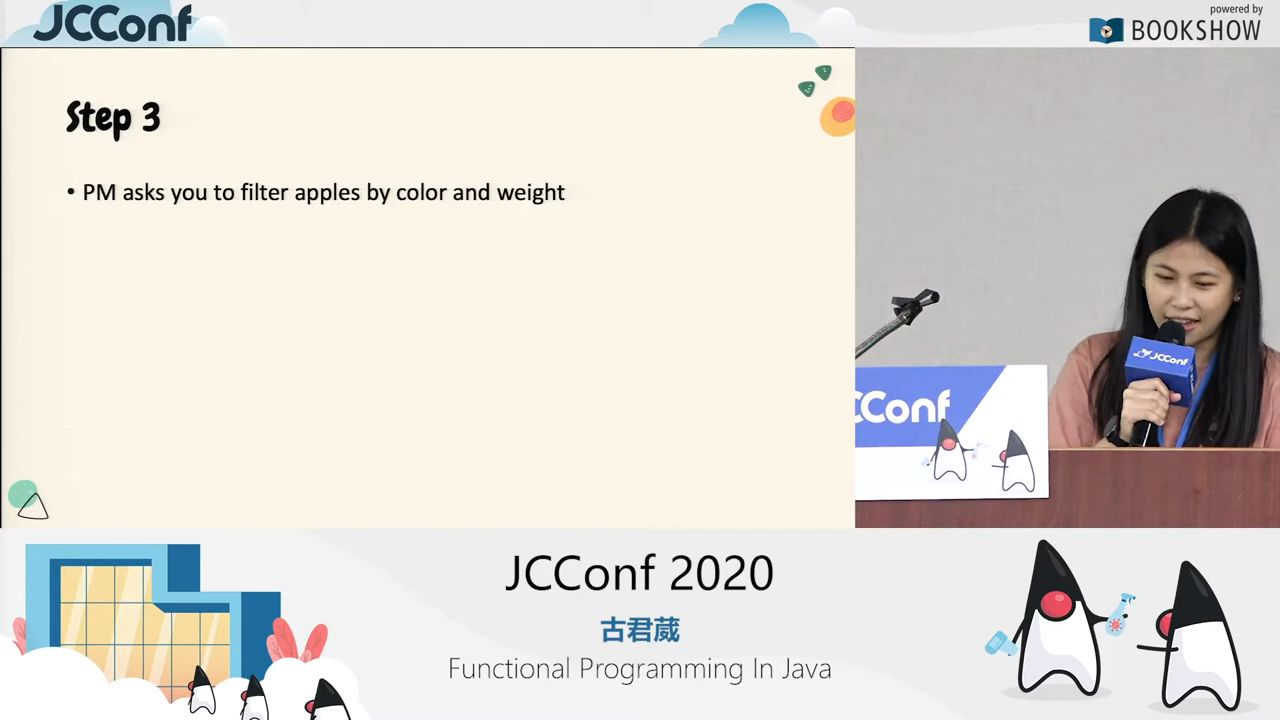 JCConf
powered by
BOOKSHOW
Step 3
• PM asks you to filter apples by color and weight
JCConf
CConf
JCConf 2020
古君葳
Functional Programming In Java